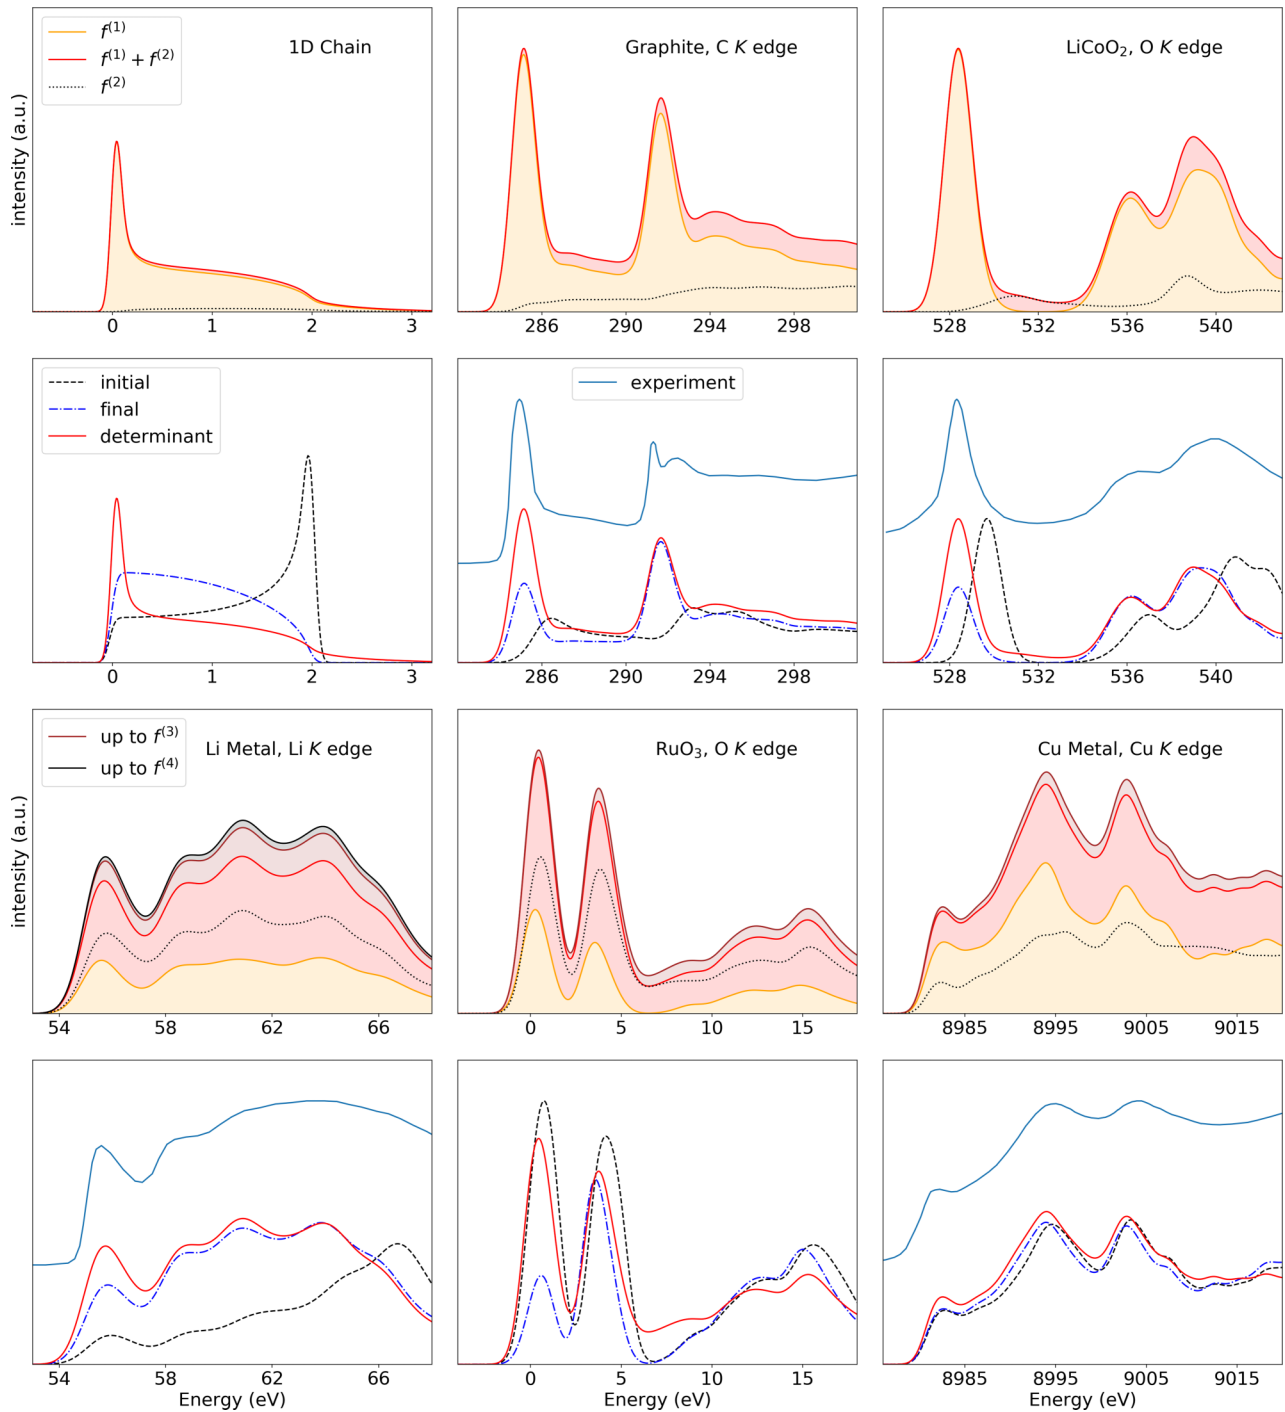 f(1)
f(1) + f(2)
f(2)
1D Chain
Graphite, C K edge
LiCoO2, O K edge
intensity (a.u.)
0 1 2 3
286 290 294 298
528 532 536 540
initial
final
determinant
experiment
0 1 2 3
286 290 294 298
528 532 536 540
up to f(3)
up to f(4)
Li Metal, Li K edge
RuO3, O K edge
Cu Metal, Cu K edge
intensity (a.u.)
54 58 62 66
0 5 10 15
8985 8995 9005 9015
54 58 62 66
0 5 10 15
8985 8995 9005 9015
Energy (eV)
Energy (eV)
Energy (eV)